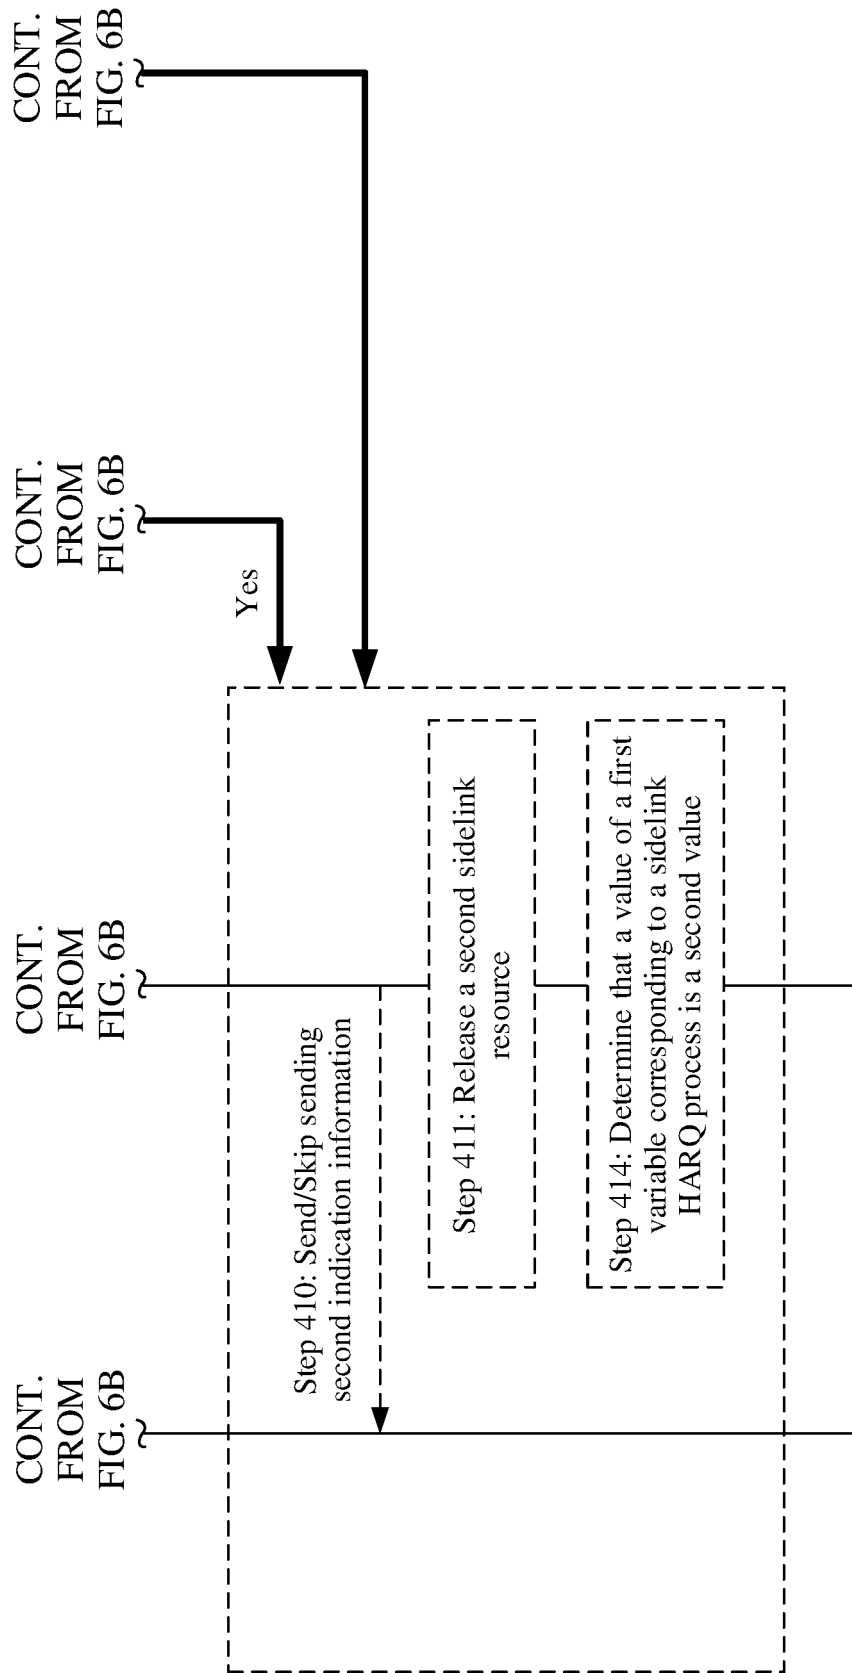 CONT.
FROM
FIG. 6B
CONT.
FROM
FIG. 6B
CONT.
FROM
FIG. 6B
CONT.
FROM
FIG. 6B
Yes
Step 410: Send/Skip sending
second indication information
Step 411: Release a second sidelink
resource
Step 414: Determine that a value of a first
variable corresponding to a sidelink
HARQ process is a second value